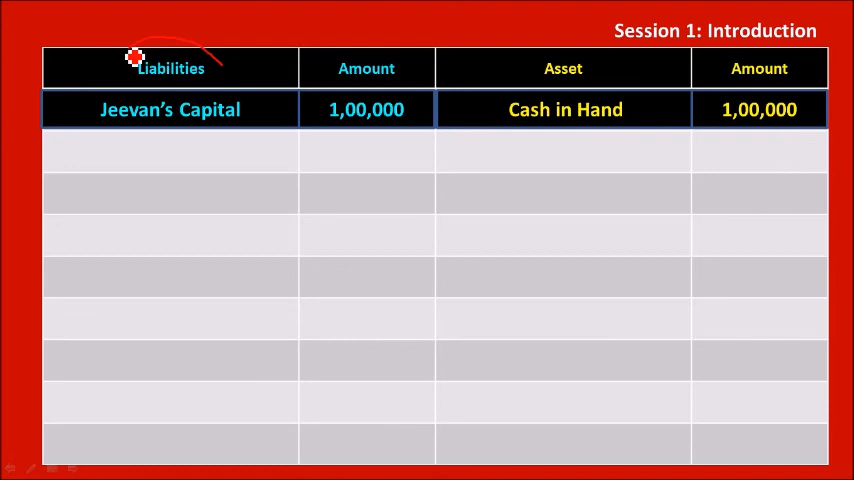 Session 1: Introduction
Liabilities Amount Asset Amount
Jeevan’s Capital 1,00,000 Cash in Hand 1,00,000